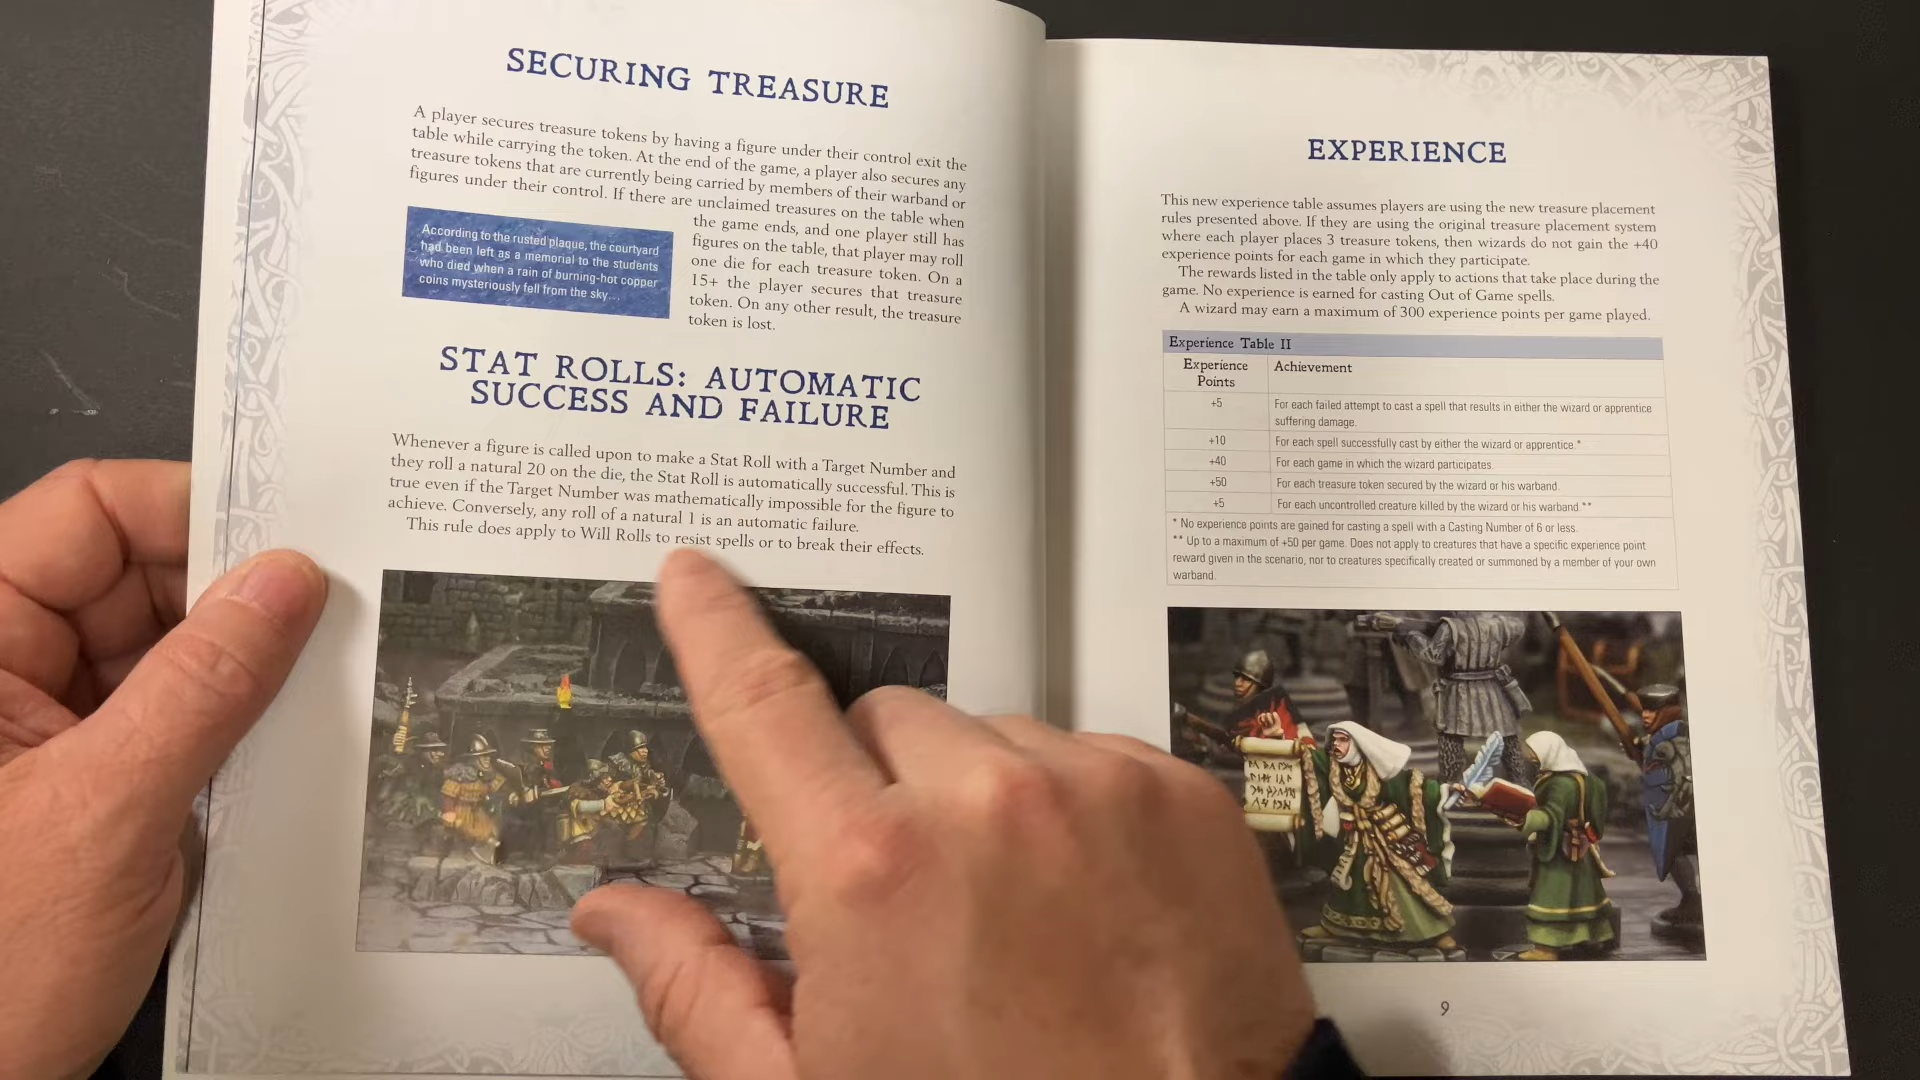 SECURING TREASURE
A player secures treasure tokens by having a figure under their control exit the
table while carrying the token. At the end of the game, a player also secures any
treasure tokens that are currently being carried by members of their warband or
figures under their control. If there are unclaimed treasures on the table when
the game ends, and one player still has
figures on the table, that player may roll
one die for each treasure token. On a
15+ the player secures that treasure
token. On any other result, the treasure
token is lost.
According to the rusted plaque, the courtyard
had been left as a memorial to the students
who died when a rain of burning-hot copper
coins mysteriously fell from the sky...
STAT ROLLS: AUTOMATIC
SUCCESS AND FAILURE
Whenever a figure is called upon to make a Stat Roll with a Target Number and
they roll a natural 20 on the die, the Stat Roll is automatically successful. This is
true even if the Target Number was mathematically impossible for the figure to
achieve. Conversely, any roll of a natural 1 is an automatic failure.
This rule does apply to Will Rolls to resist spells or to break their effects.
EXPERIENCE
This new experience table assumes players are using the new treasure placement
rules presented above. If they are using the original treasure placement system
where each player places 3 treasure tokens, then wizards do not gain the +40
experience points for each game in which they participate.
The rewards listed in the table only apply to actions that take place during the
game. No experience is earned for casting Out of Game spells.
A wizard may earn a maximum of 300 experience points per game played.
Experience Table II
Experience Points Achievement
+5 For each failed attempt to cast a spell that results in either the wizard or apprentice
suffering damage.
+10 For each spell successfully cast by either the wizard or apprentice.*
+40 For each game in which the wizard participates.
+50 For each treasure token secured by the wizard or his warband.
+5 For each uncontrolled creature killed by the wizard or his warband.**
* No experience points are gained for casting a spell with a Casting Number of 6 or less.
** Up to a maximum of +50 per game. Does not apply to creatures that have a specific experience point
reward given in the scenario, nor to creatures specifically created or summoned by a member of your own
warband.
9